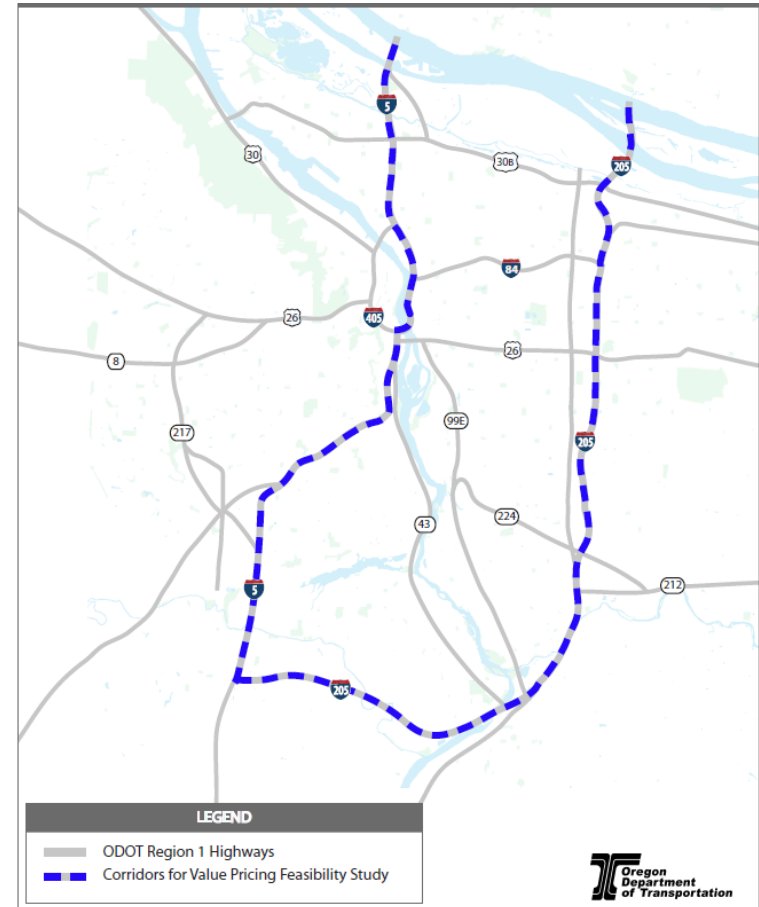 5
205
30
30B
84
405
26
26
8
99E
217
205
43
224
5
212
205
LEGEND
ODOT Region 1 Highways
Corridors for Value Pricing Feasibility Study
Oregon
Department
of Transportation